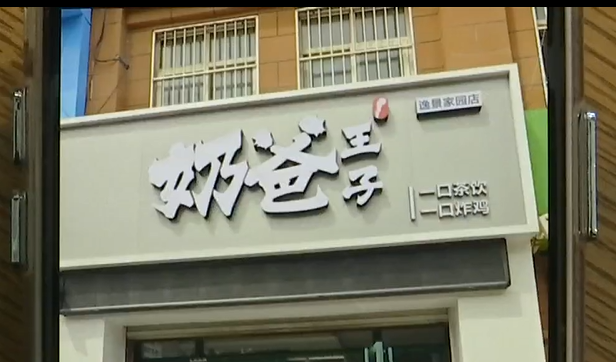 逸景家园店
奶爸王子
一口茶饮
一口炸鸡